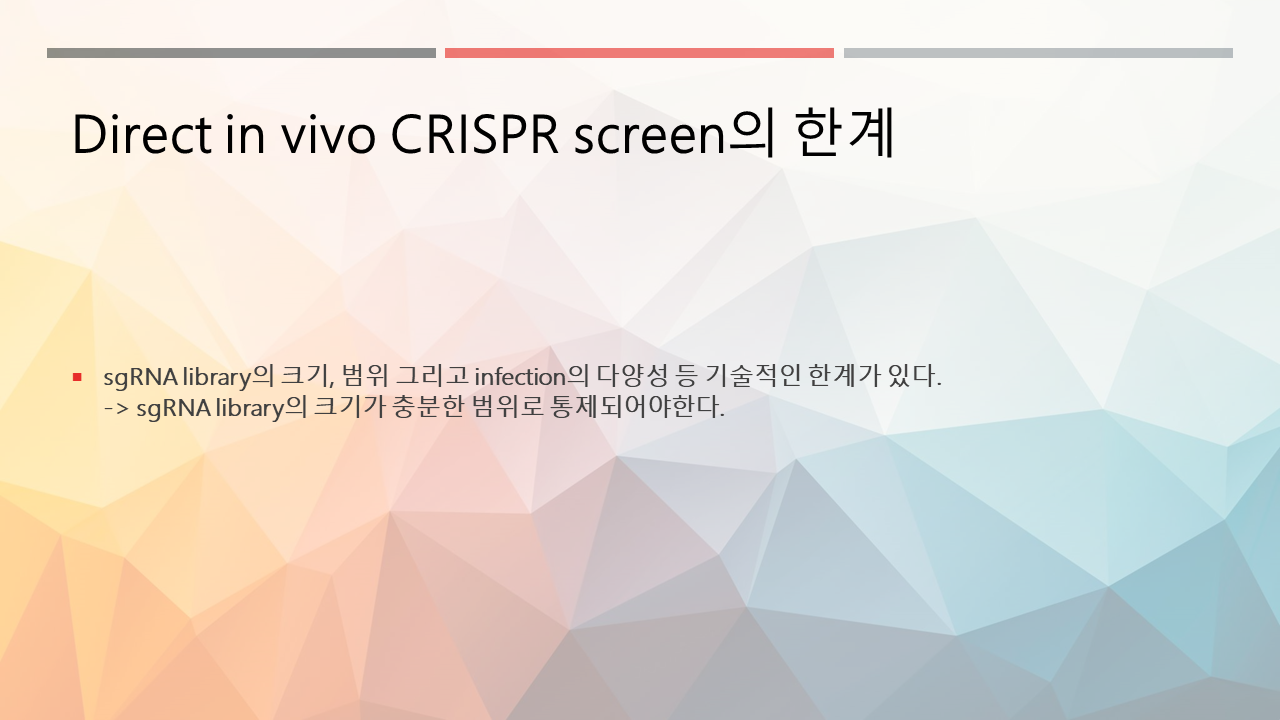 Direct in vivo CRISPR screen의 한계
sgRNA library의 크기, 범위 그리고 infection의 다양성 등 기술적인 한계가 있다.
-> sgRNA library의 크기가 충분한 범위로 통제되어야한다.